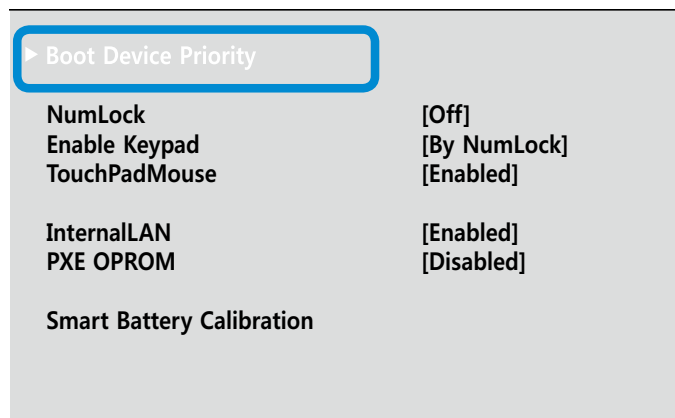 ▶ Boot Device Priority
NumLock [Off]
Enable Keypad [By NumLock]
TouchPadMouse [Enabled]
InternalLAN [Enabled]
PXE OPROM [Disabled]
Smart Battery Calibration